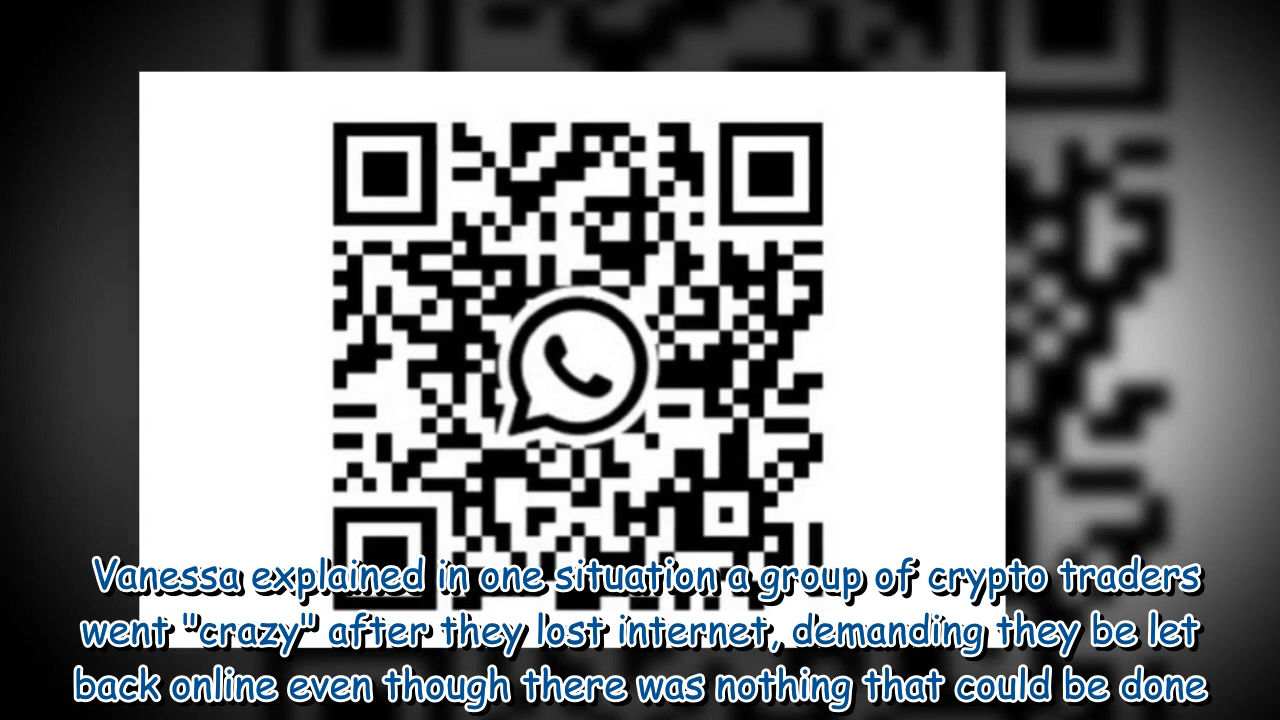 Vanessa explained in one situation a group of crypto traders
went "crazy" after they lost internet, demanding they be let
back online even though there was nothing that could be done